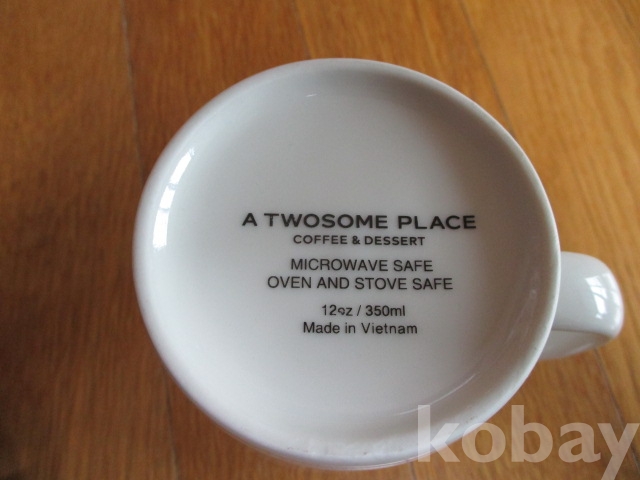 A TWOSOME PLACE
COFFEE & DESSERT
MICROWAVE SAFE
OVEN AND STOVE SAFE
12oz / 350ml
Made in Vietnam
kobay